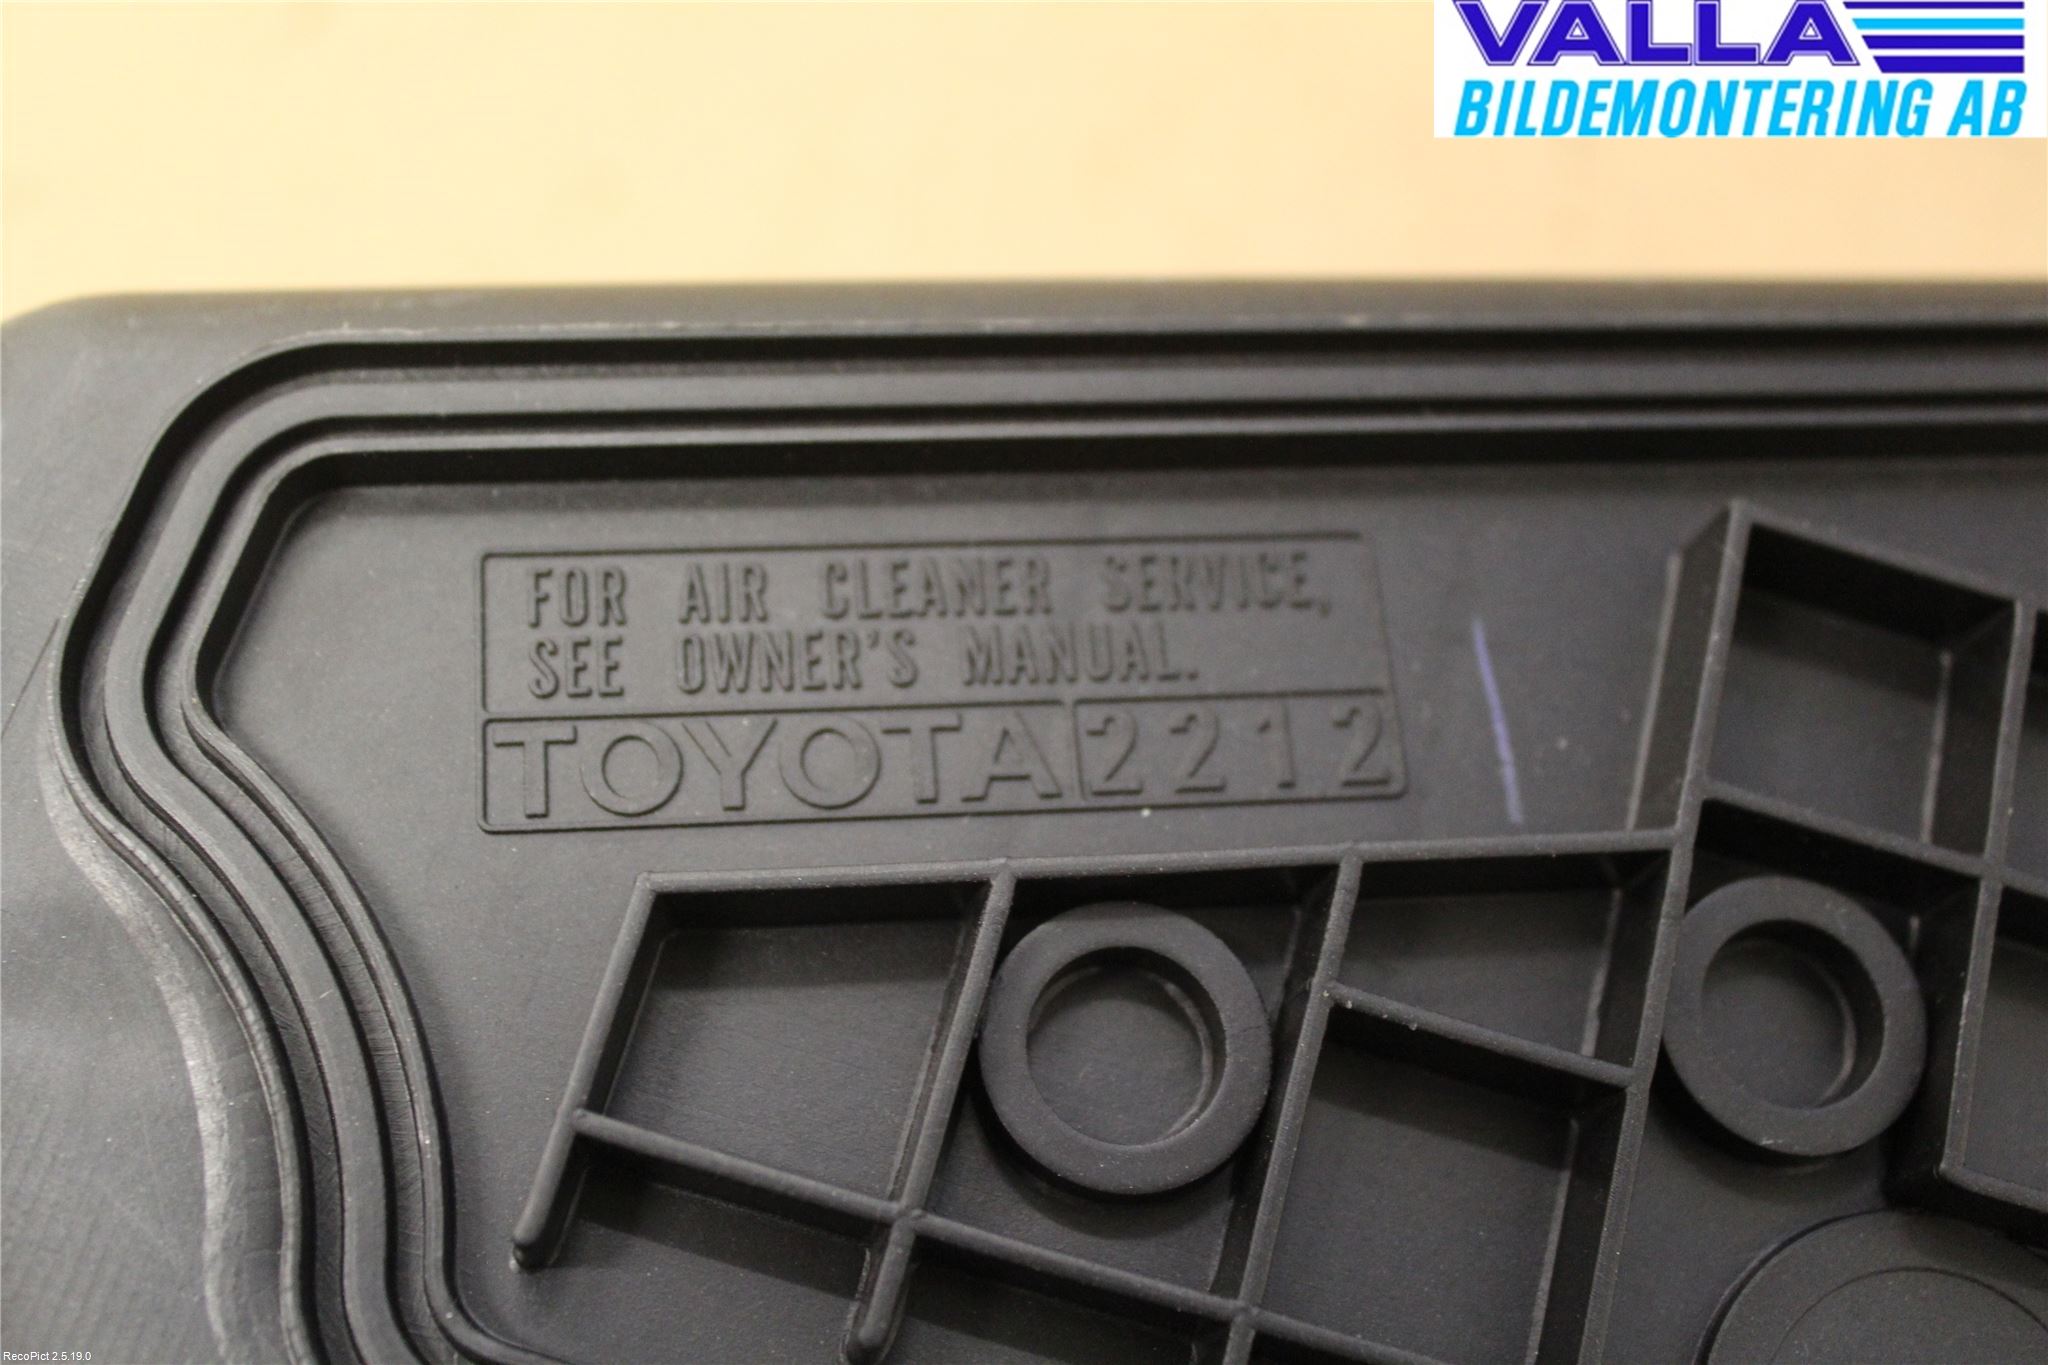 VALLA
BILDEMONTERING AB
FOR AIR CLEANER SERVICE,
SEE OWNER'S MANUAL.
TOYOTA 2212
RecoPict 2.5.19.0